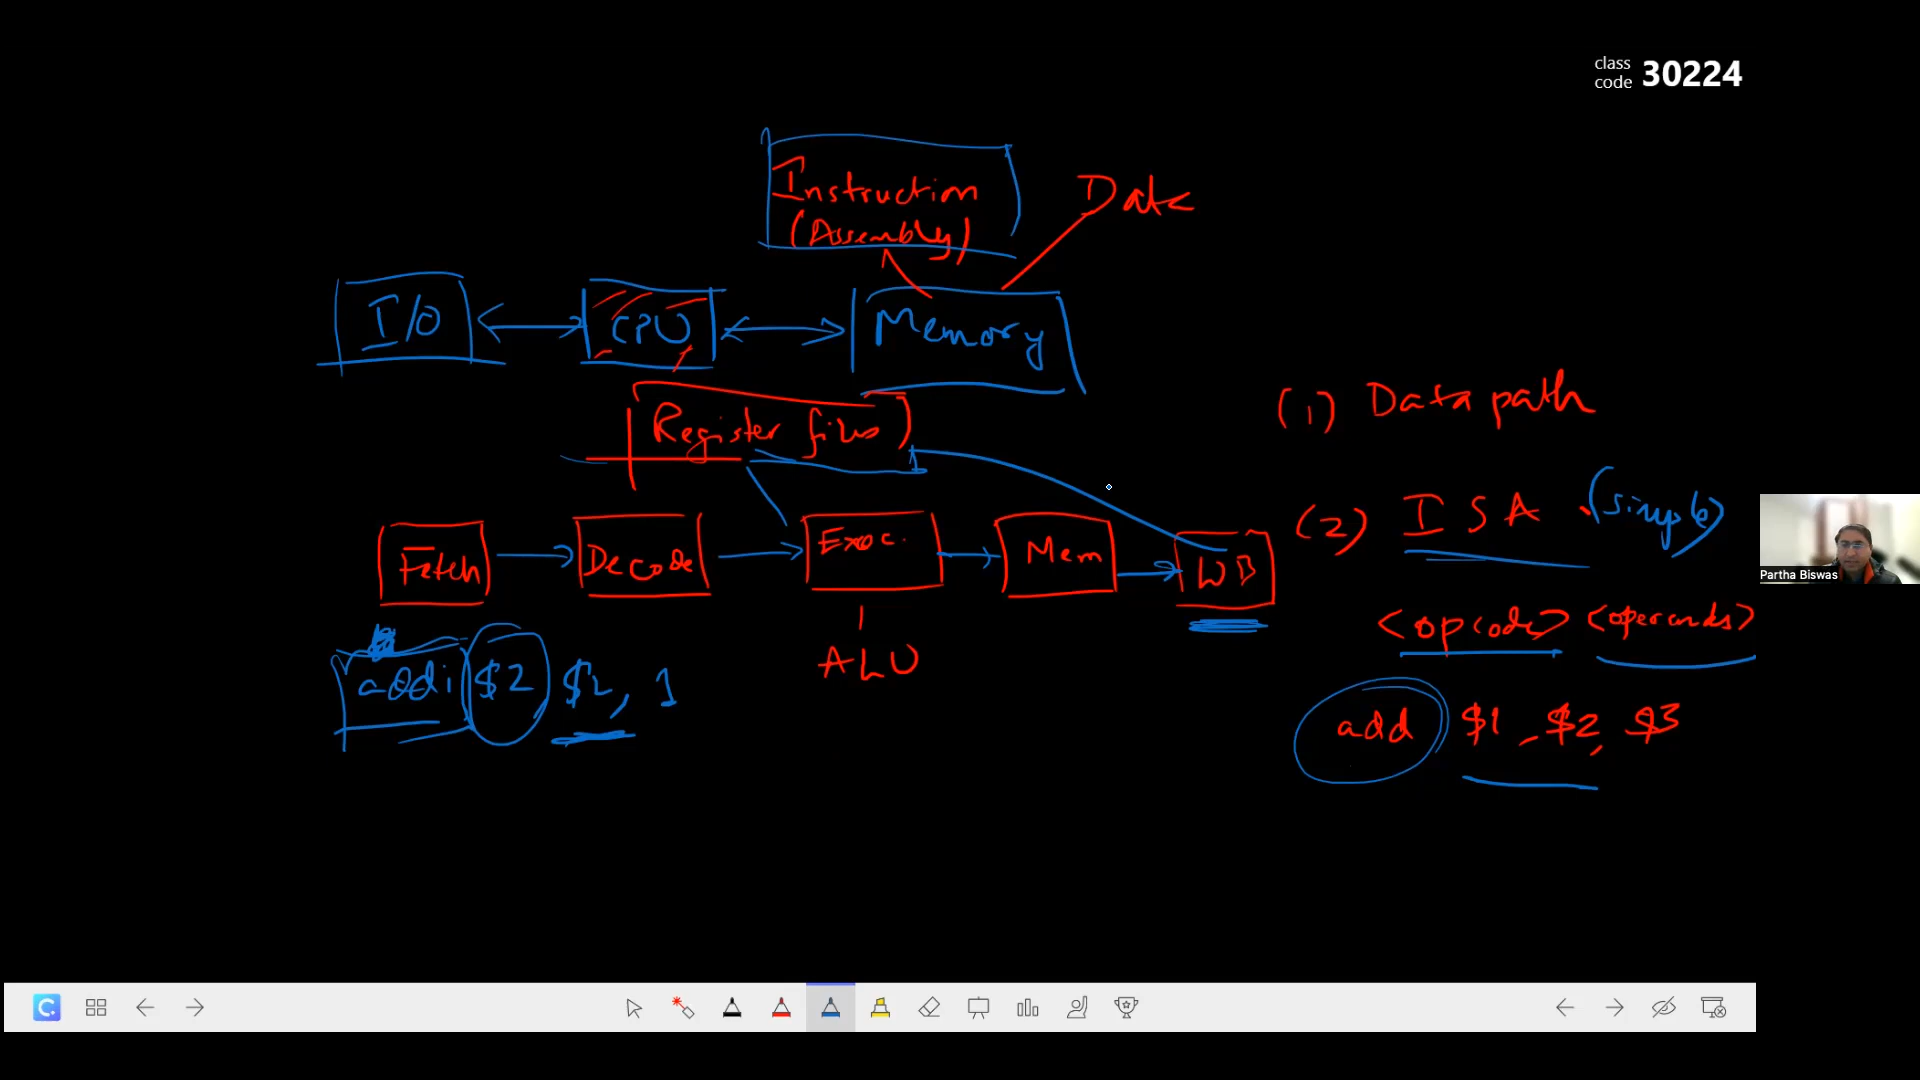 class
code 30224
Instruction
(Assembly)
Data
I/O
CPU
Memory
Register files
(1) Data path
(2) ISA (simple)
Fetch
Decode
Exec.
Mem
WB
ALU
<opcode> <operands>
addi $2 $2, 1
add $1, $2, $3
Partha Biswas